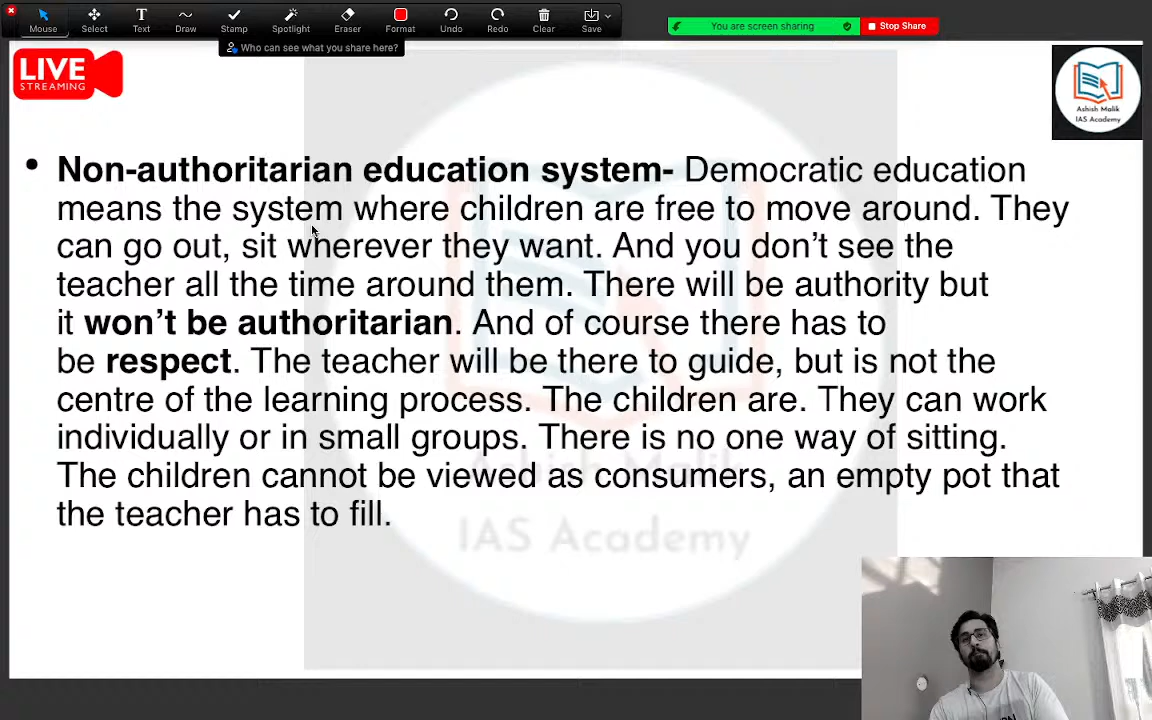 Mouse
Select
Text
Draw
Stamp
Spotlight
Eraser
Format
Undo
Redo
Clear
Save
You are screen sharing
Stop Share
Who can see what you share here?
LIVE
STREAMING
Ashish Malik
IAS Academy
• Non-authoritarian education system- Democratic education
means the system where children are free to move around. They
can go out, sit wherever they want. And you don’t see the
teacher all the time around them. There will be authority but
it won’t be authoritarian. And of course there has to
be respect. The teacher will be there to guide, but is not the
centre of the learning process. The children are. They can work
individually or in small groups. There is no one way of sitting.
The children cannot be viewed as consumers, an empty pot that
the teacher has to fill.
Ashish Malik
IAS Academy